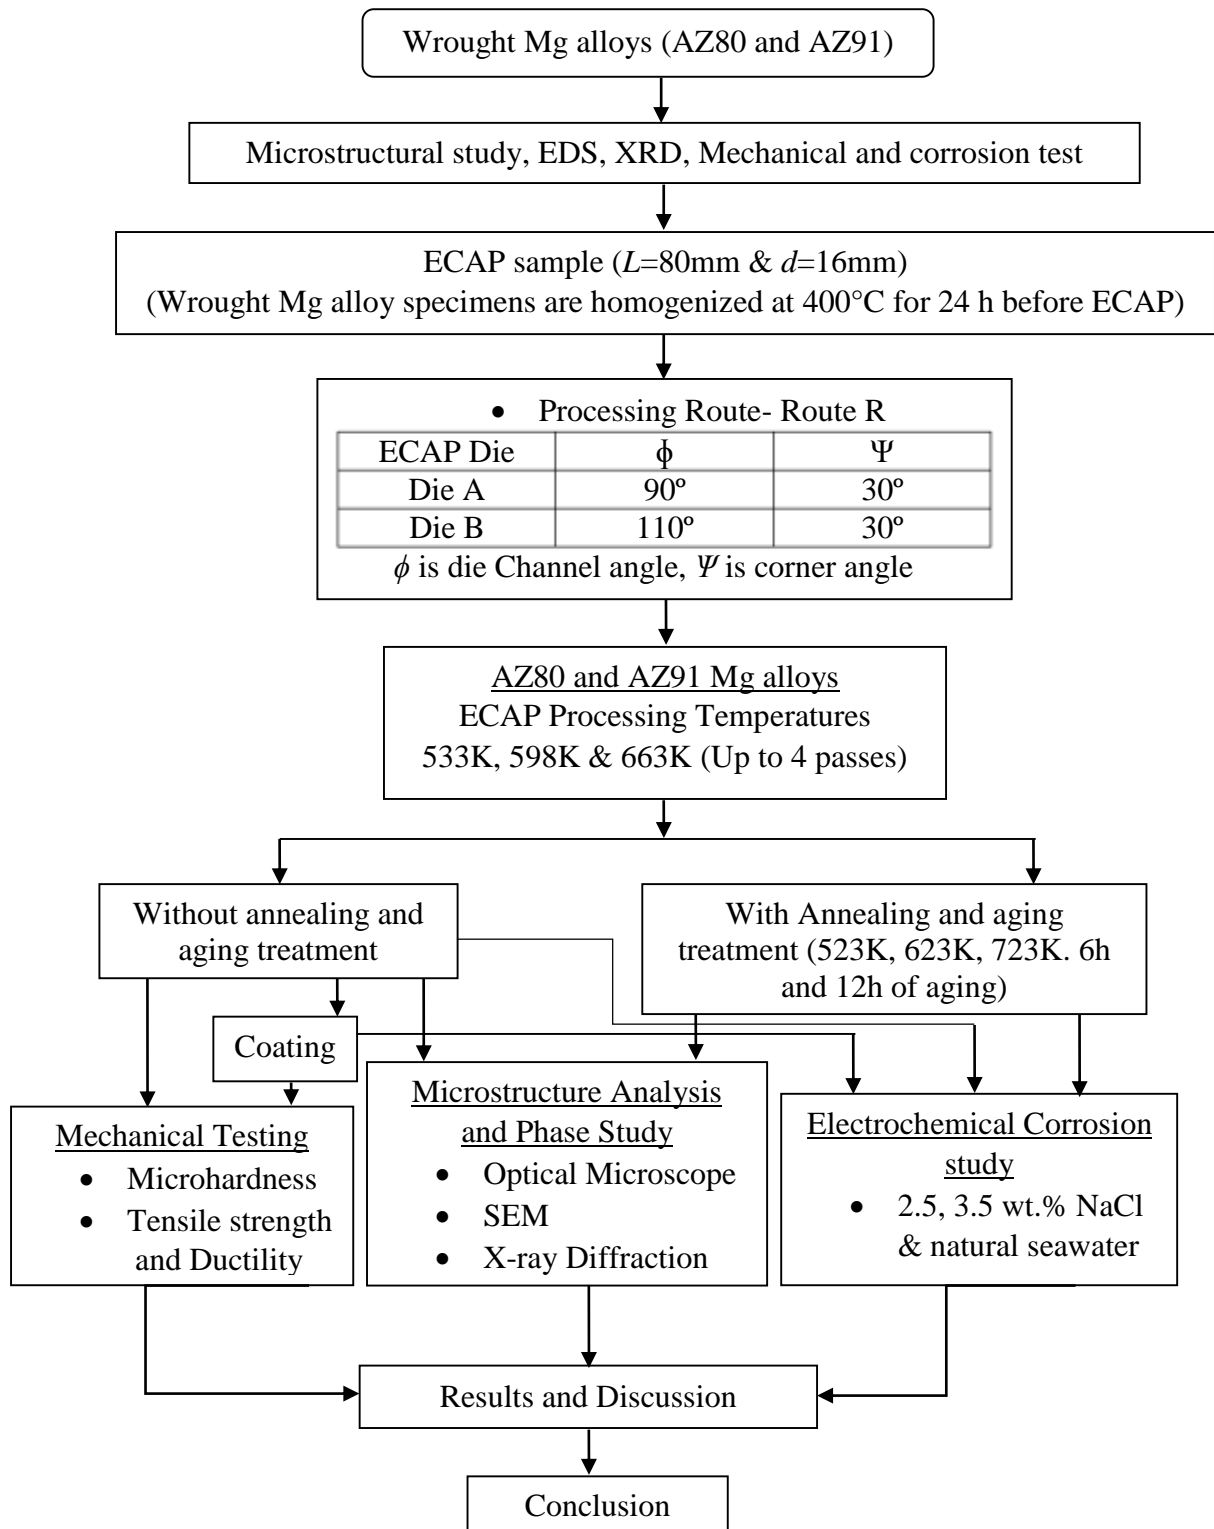 Wrought Mg alloys (AZ80 and AZ91)
Microstructural study, EDS, XRD, Mechanical and corrosion test
ECAP sample (L=80mm & d=16mm)
(Wrought Mg alloy specimens are homogenized at 400°C for 24 h before ECAP)
• Processing Route- Route R
ECAP Die ϕ Ψ
Die A 90º 30º
Die B 110º 30º
ϕ is die Channel angle, Ψ is corner angle
AZ80 and AZ91 Mg alloys
ECAP Processing Temperatures
533K, 598K & 663K (Up to 4 passes)
Without annealing and
aging treatment
With Annealing and aging
treatment (523K, 623K, 723K. 6h
and 12h of aging)
Coating
Mechanical Testing
• Microhardness
• Tensile strength
and Ductility
Microstructure Analysis
and Phase Study
• Optical Microscope
• SEM
• X-ray Diffraction
Electrochemical Corrosion
study
• 2.5, 3.5 wt.% NaCl
& natural seawater
Results and Discussion
Conclusion